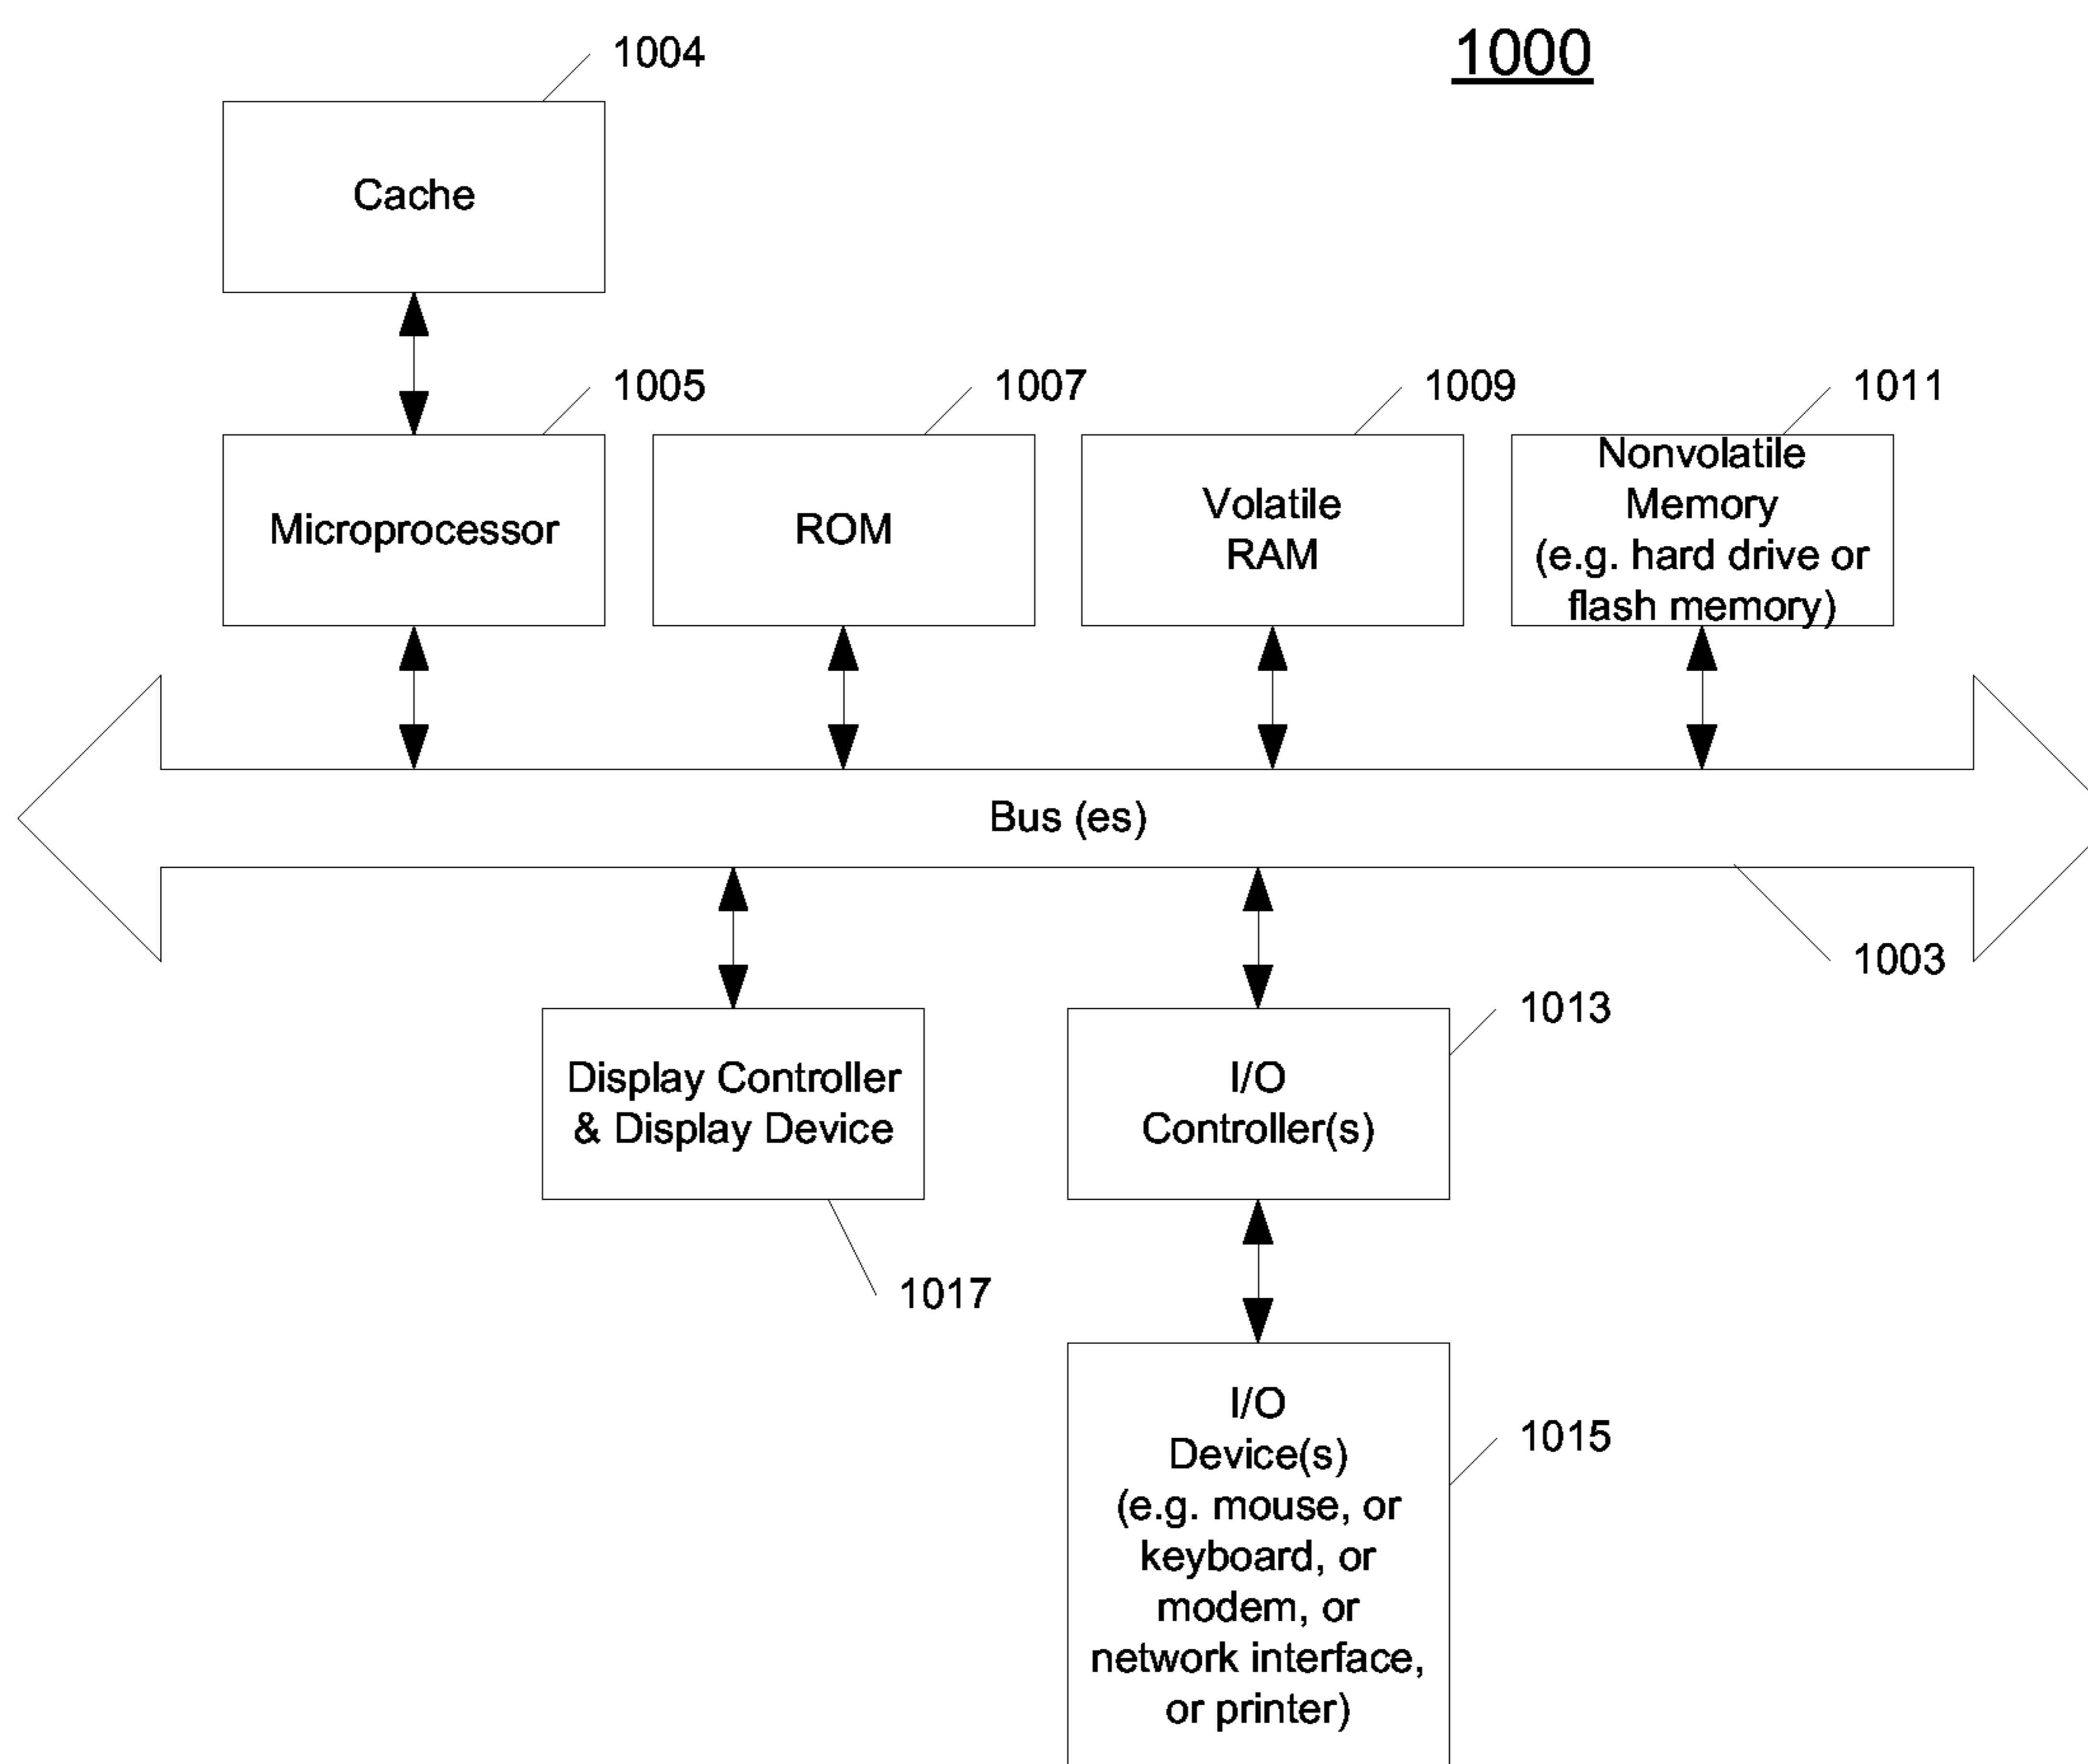 1000
1004
Cache
1005
1007
1009
1011
Microprocessor
ROM
Volatile
RAM
Nonvolatile
Memory
(e.g. hard drive or
flash memory)
Bus (es)
1003
Display Controller
& Display Device
1017
1013
I/O
Controller(s)
I/O
Device(s)
(e.g. mouse, or
keyboard, or
modem, or
network interface,
or printer)
1015